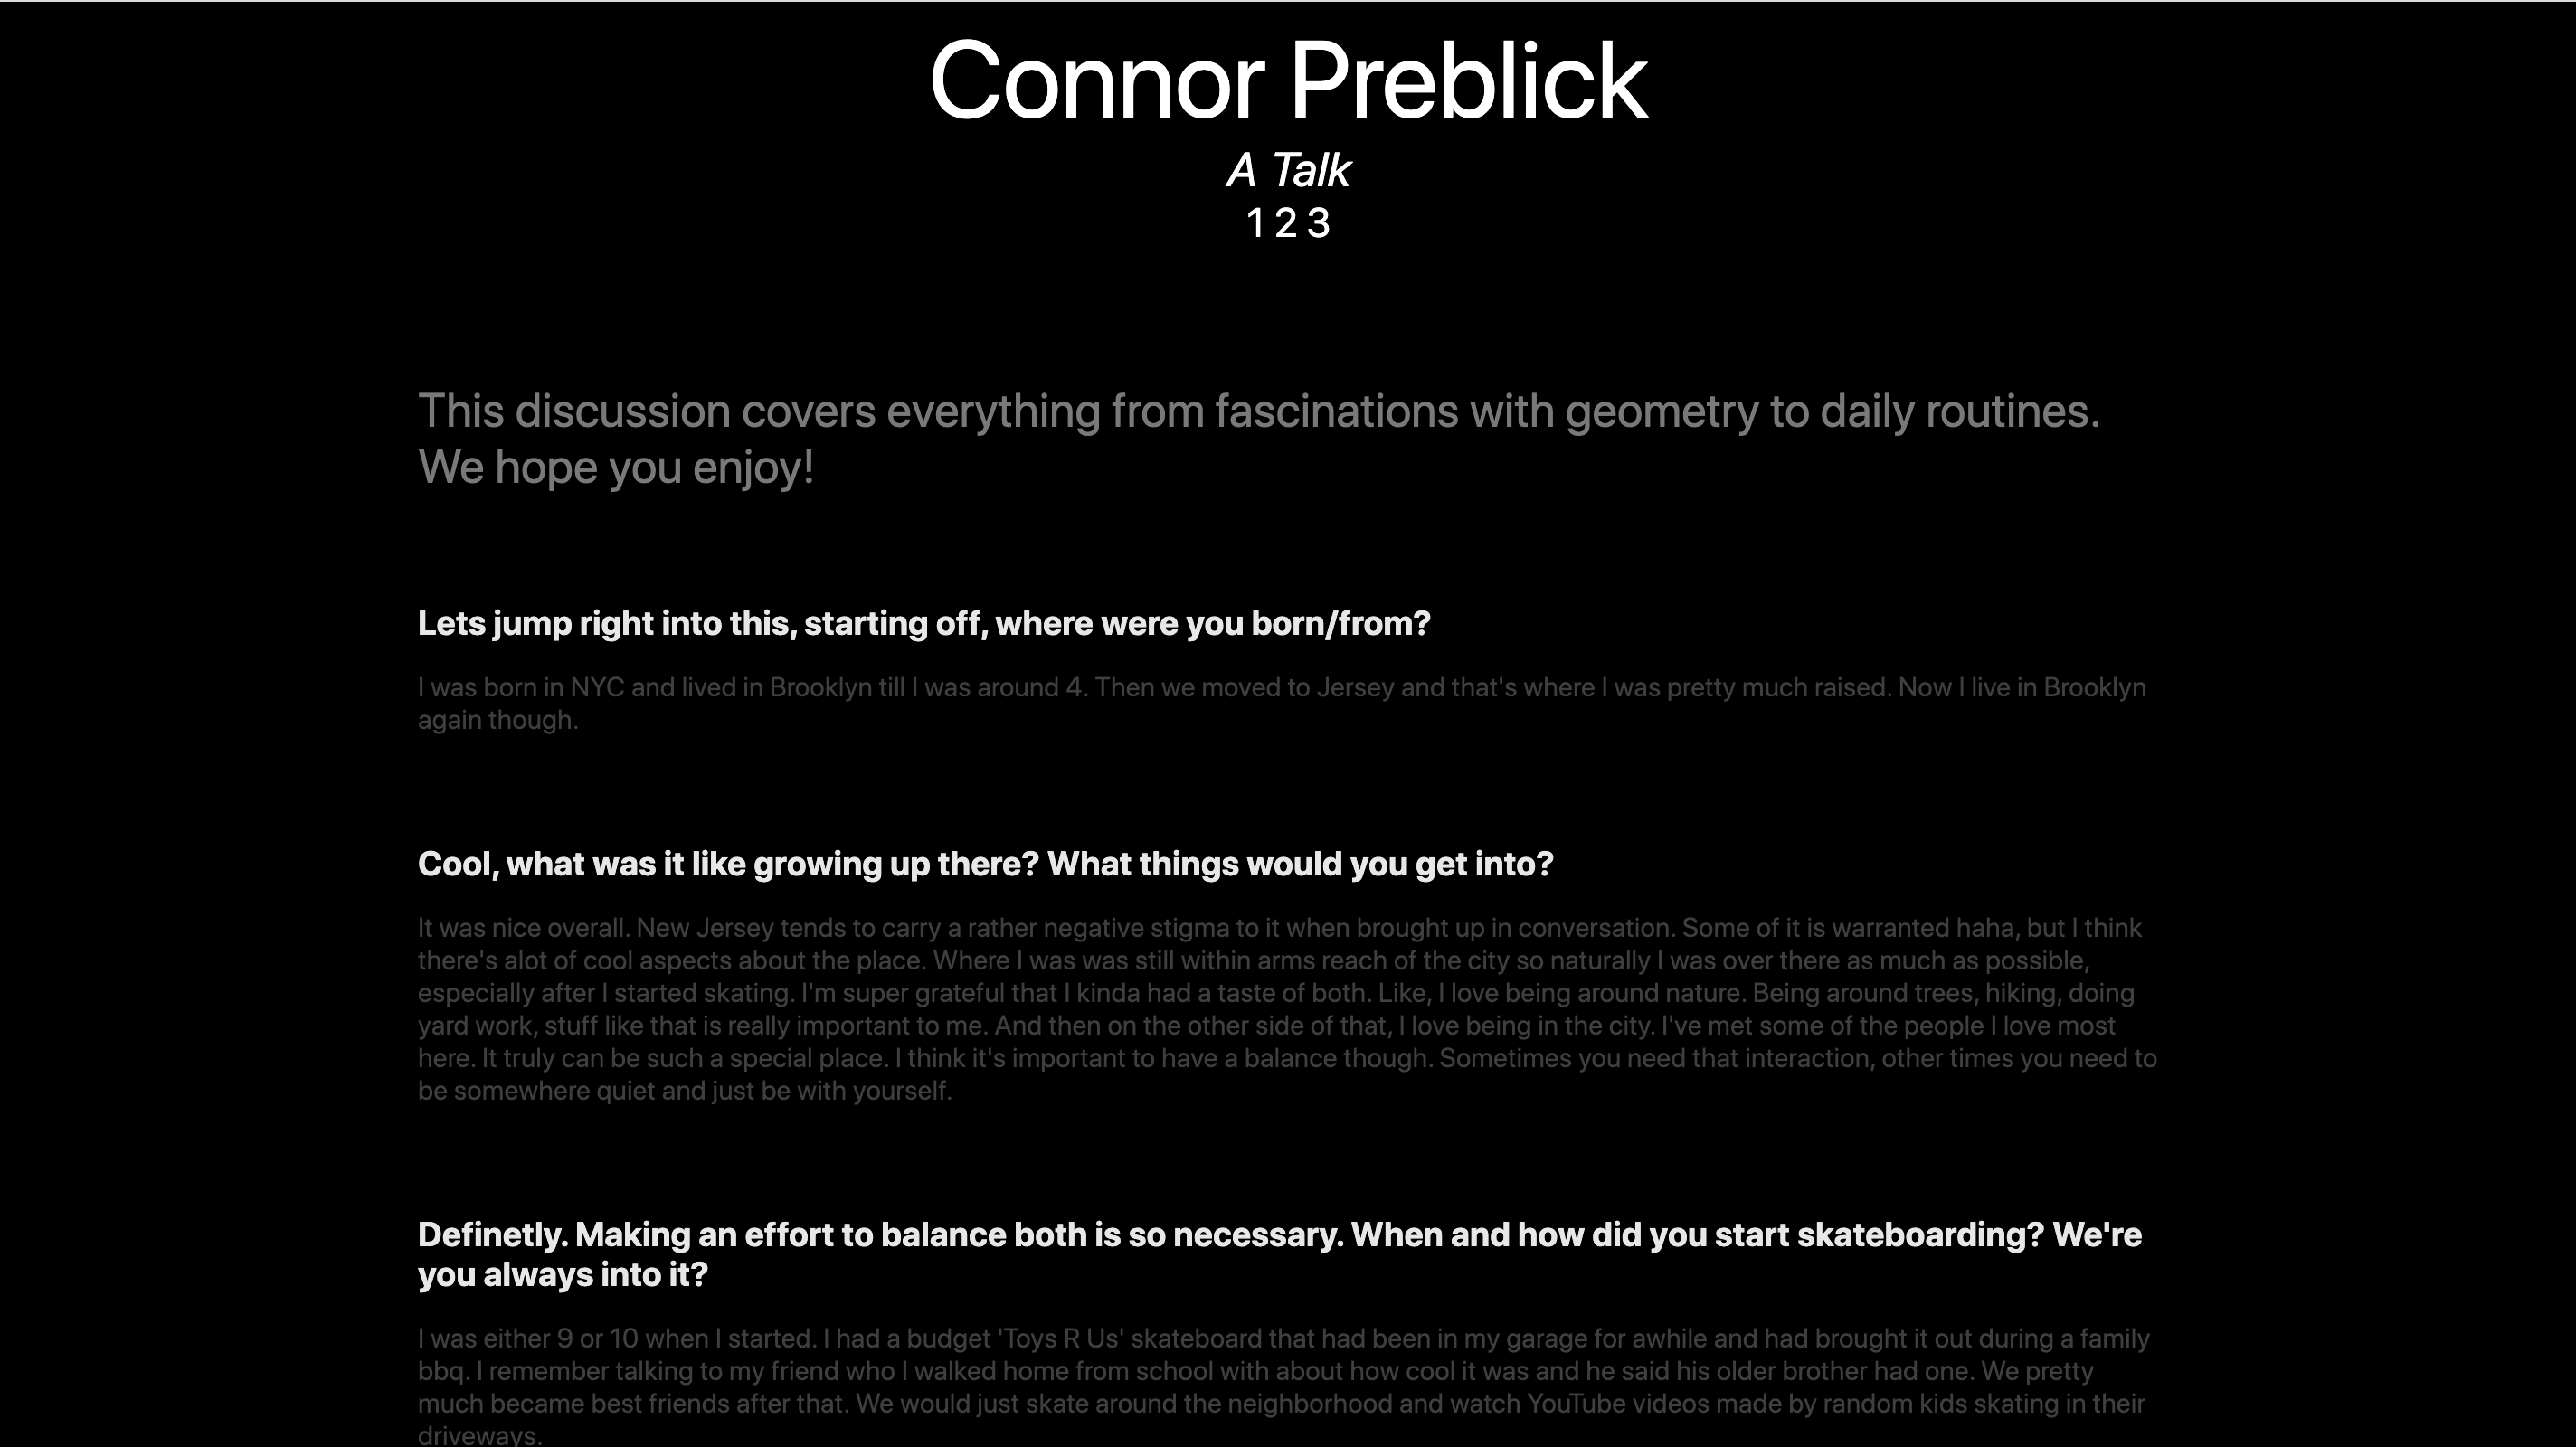 Connor Preblick
A Talk
1 2 3
This discussion covers everything from fascinations with geometry to daily routines.
We hope you enjoy!
Lets jump right into this, starting off, where were you born/from?
I was born in NYC and lived in Brooklyn till I was around 4. Then we moved to Jersey and that's where I was pretty much raised. Now I live in Brooklyn
again though.
Cool, what was it like growing up there? What things would you get into?
It was nice overall. New Jersey tends to carry a rather negative stigma to it when brought up in conversation. Some of it is warranted haha, but I think
there's alot of cool aspects about the place. Where I was was still within arms reach of the city so naturally I was over there as much as possible,
especially after I started skating. I'm super grateful that I kinda had a taste of both. Like, I love being around nature. Being around trees, hiking, doing
yard work, stuff like that is really important to me. And then on the other side of that, I love being in the city. I've met some of the people I love most
here. It truly can be such a special place. I think it's important to have a balance though. Sometimes you need that interaction, other times you need to
be somewhere quiet and just be with yourself.
Definetly. Making an effort to balance both is so necessary. When and how did you start skateboarding? We're
you always into it?
I was either 9 or 10 when I started. I had a budget 'Toys R Us' skateboard that had been in my garage for awhile and had brought it out during a family
bbq. I remember talking to my friend who I walked home from school with about how cool it was and he said his older brother had one. We pretty
much became best friends after that. We would just skate around the neighborhood and watch YouTube videos made by random kids skating in their
driveways.